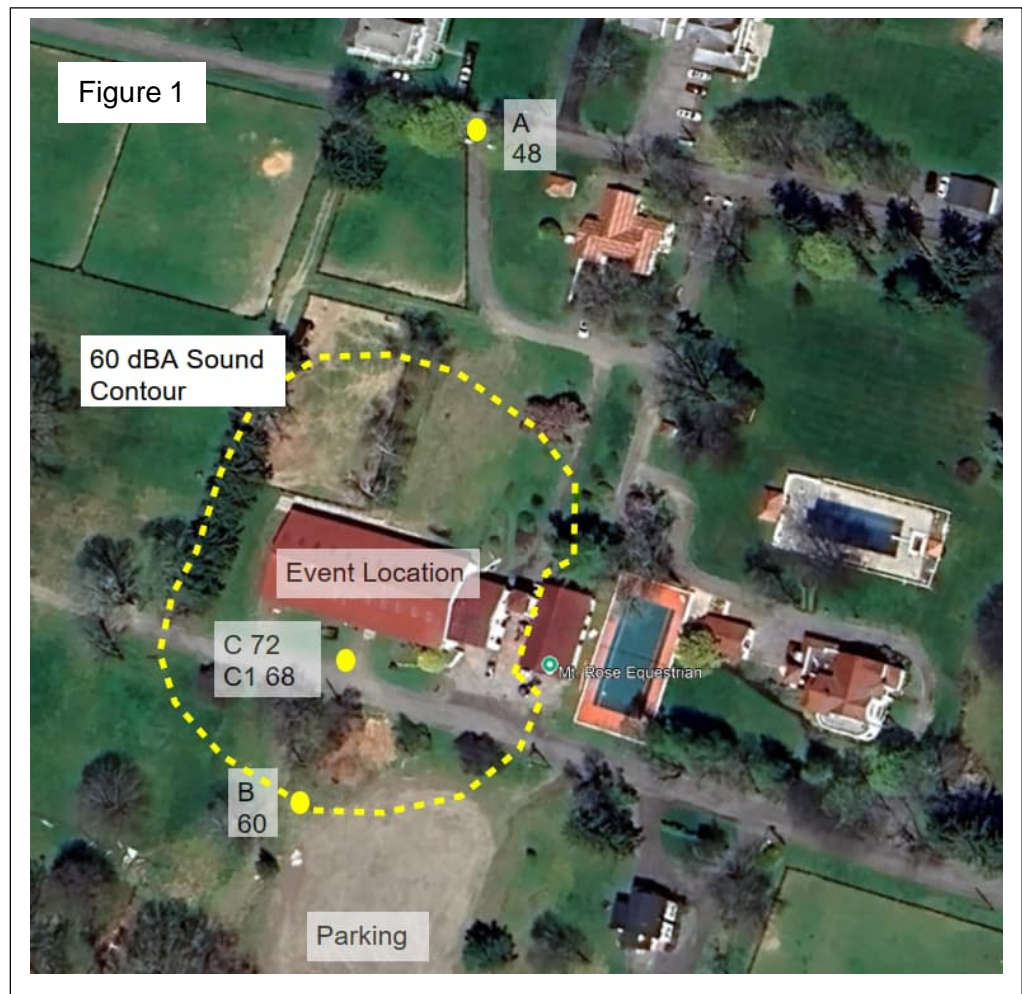 Figure 1
A
48
60 dBA Sound
Contour
Event Location
C 72
C1 68
Mt. Rose Equestrian
B
60
Parking